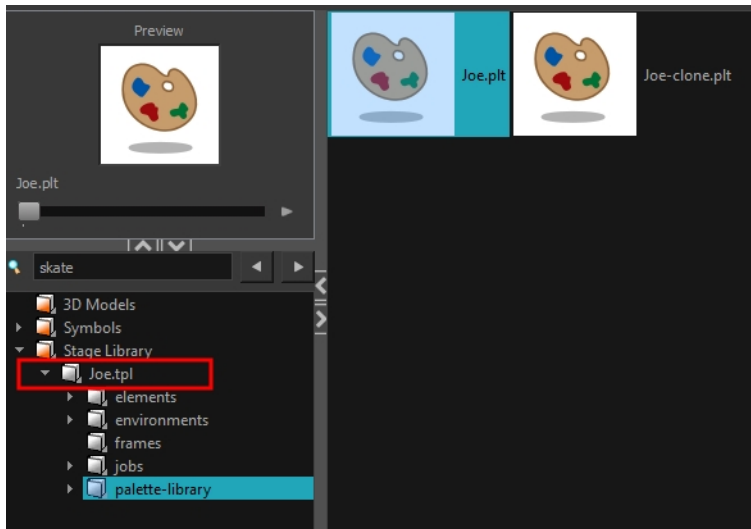 Preview
Joe.plt
skate
3D Models
Symbols
Stage Library
Joe.tpl
elements
environments
frames
jobs
palette-library
Joe.plt
Joe-clone.plt